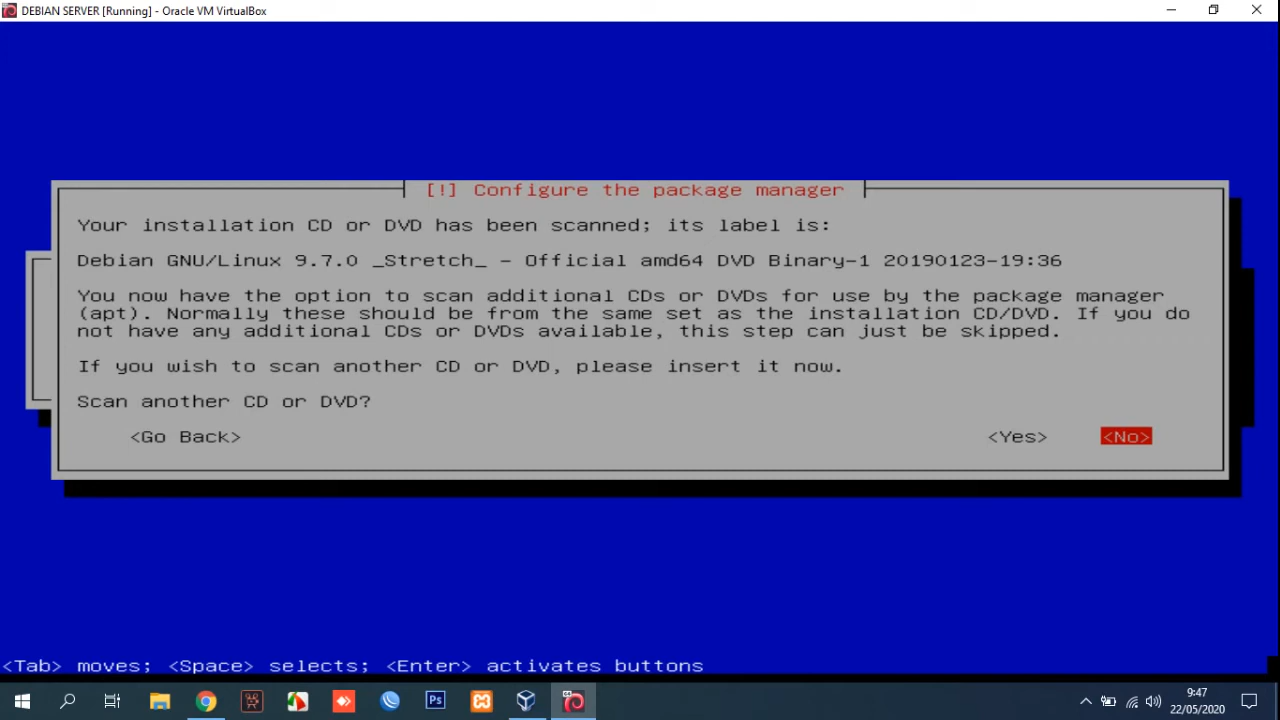 DEBIAN SERVER [Running] - Oracle VM VirtualBox
[!] Configure the package manager
Your installation CD or DVD has been scanned; its label is:
Debian GNU/Linux 9.7.0 _Stretch_ - Official amd64 DVD Binary-1 20190123-19:36
You now have the option to scan additional CDs or DVDs for use by the package manager
(apt). Normally these should be from the same set as the installation CD/DVD. If you do
not have any additional CDs or DVDs available, this step can just be skipped.
If you wish to scan another CD or DVD, please insert it now.
Scan another CD or DVD?
<Go Back> <Yes> <No>
<Tab> moves; <Space> selects; <Enter> activates buttons
Ps
9:47
22/05/2020